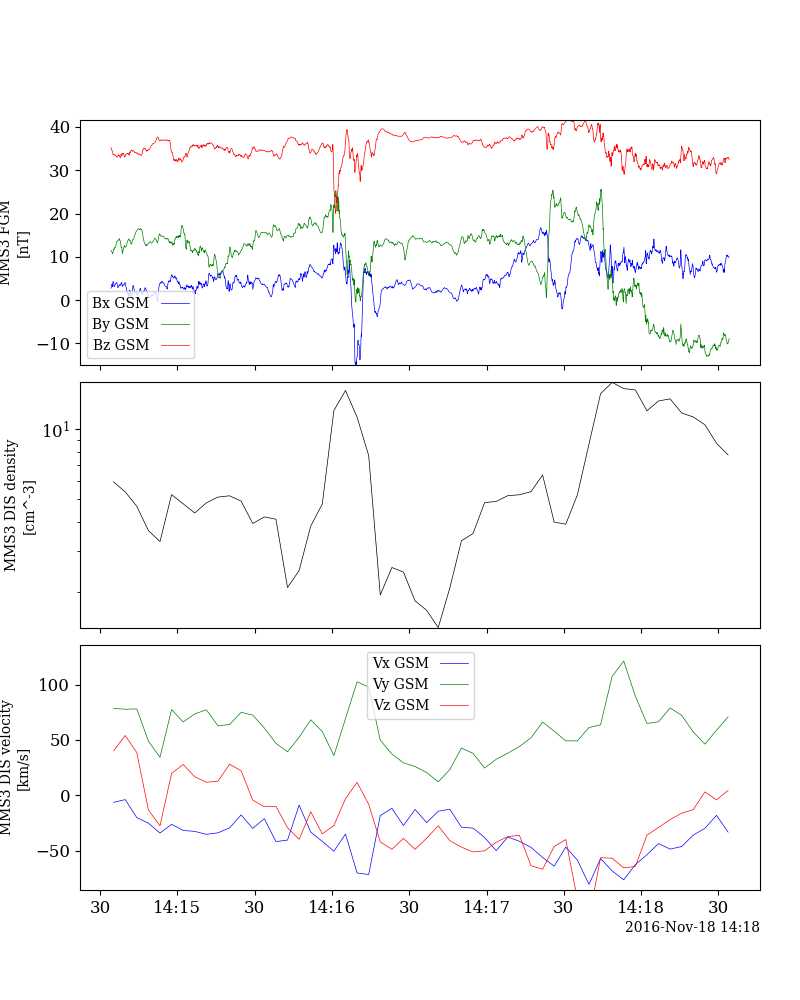 40
30
20
10
0
−10
MMS3 FGM
[nT]
Bx GSM
By GSM
Bz GSM
10^1
MMS3 DIS density
[cm^-3]
100
50
0
−50
MMS3 DIS velocity
[km/s]
Vx GSM
Vy GSM
Vz GSM
30 14:15 30 14:16 30 14:17 30 14:18 30
2016-Nov-18 14:18